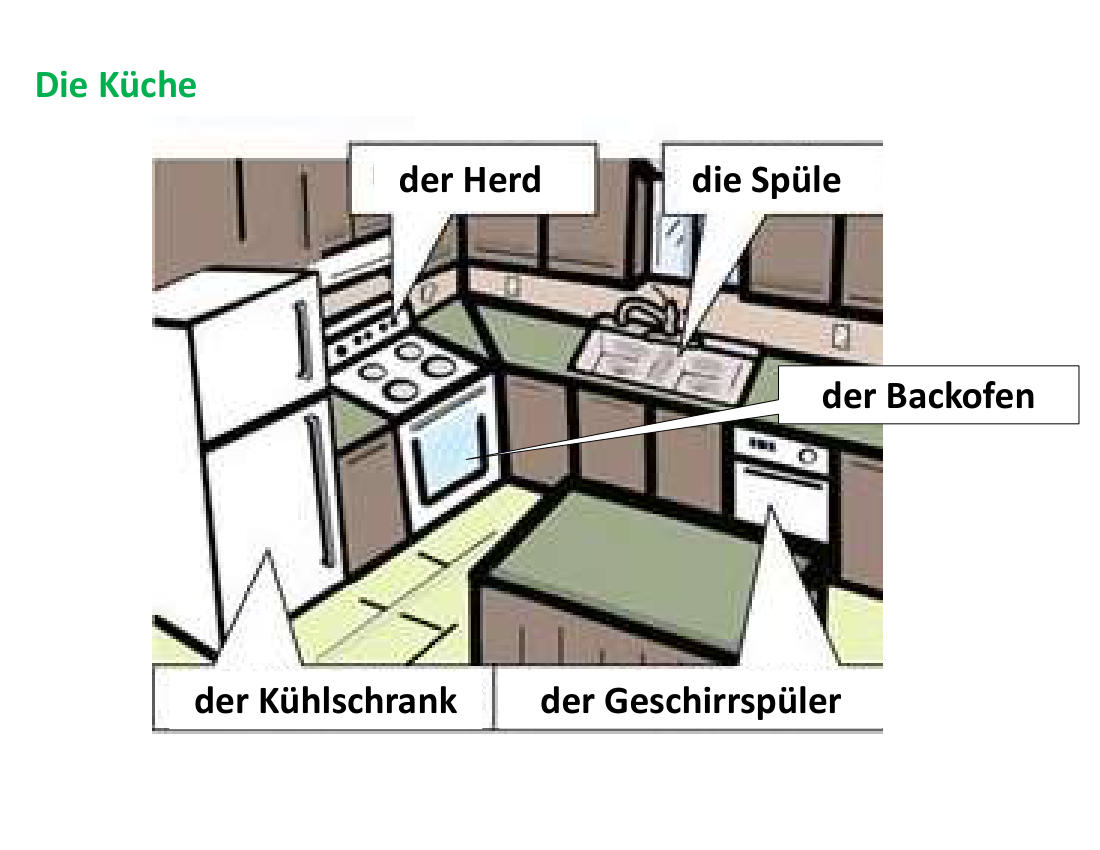 Die Küche
der Herd
die Spüle
der Backofen
der Kühlschrank
der Geschirrspüler